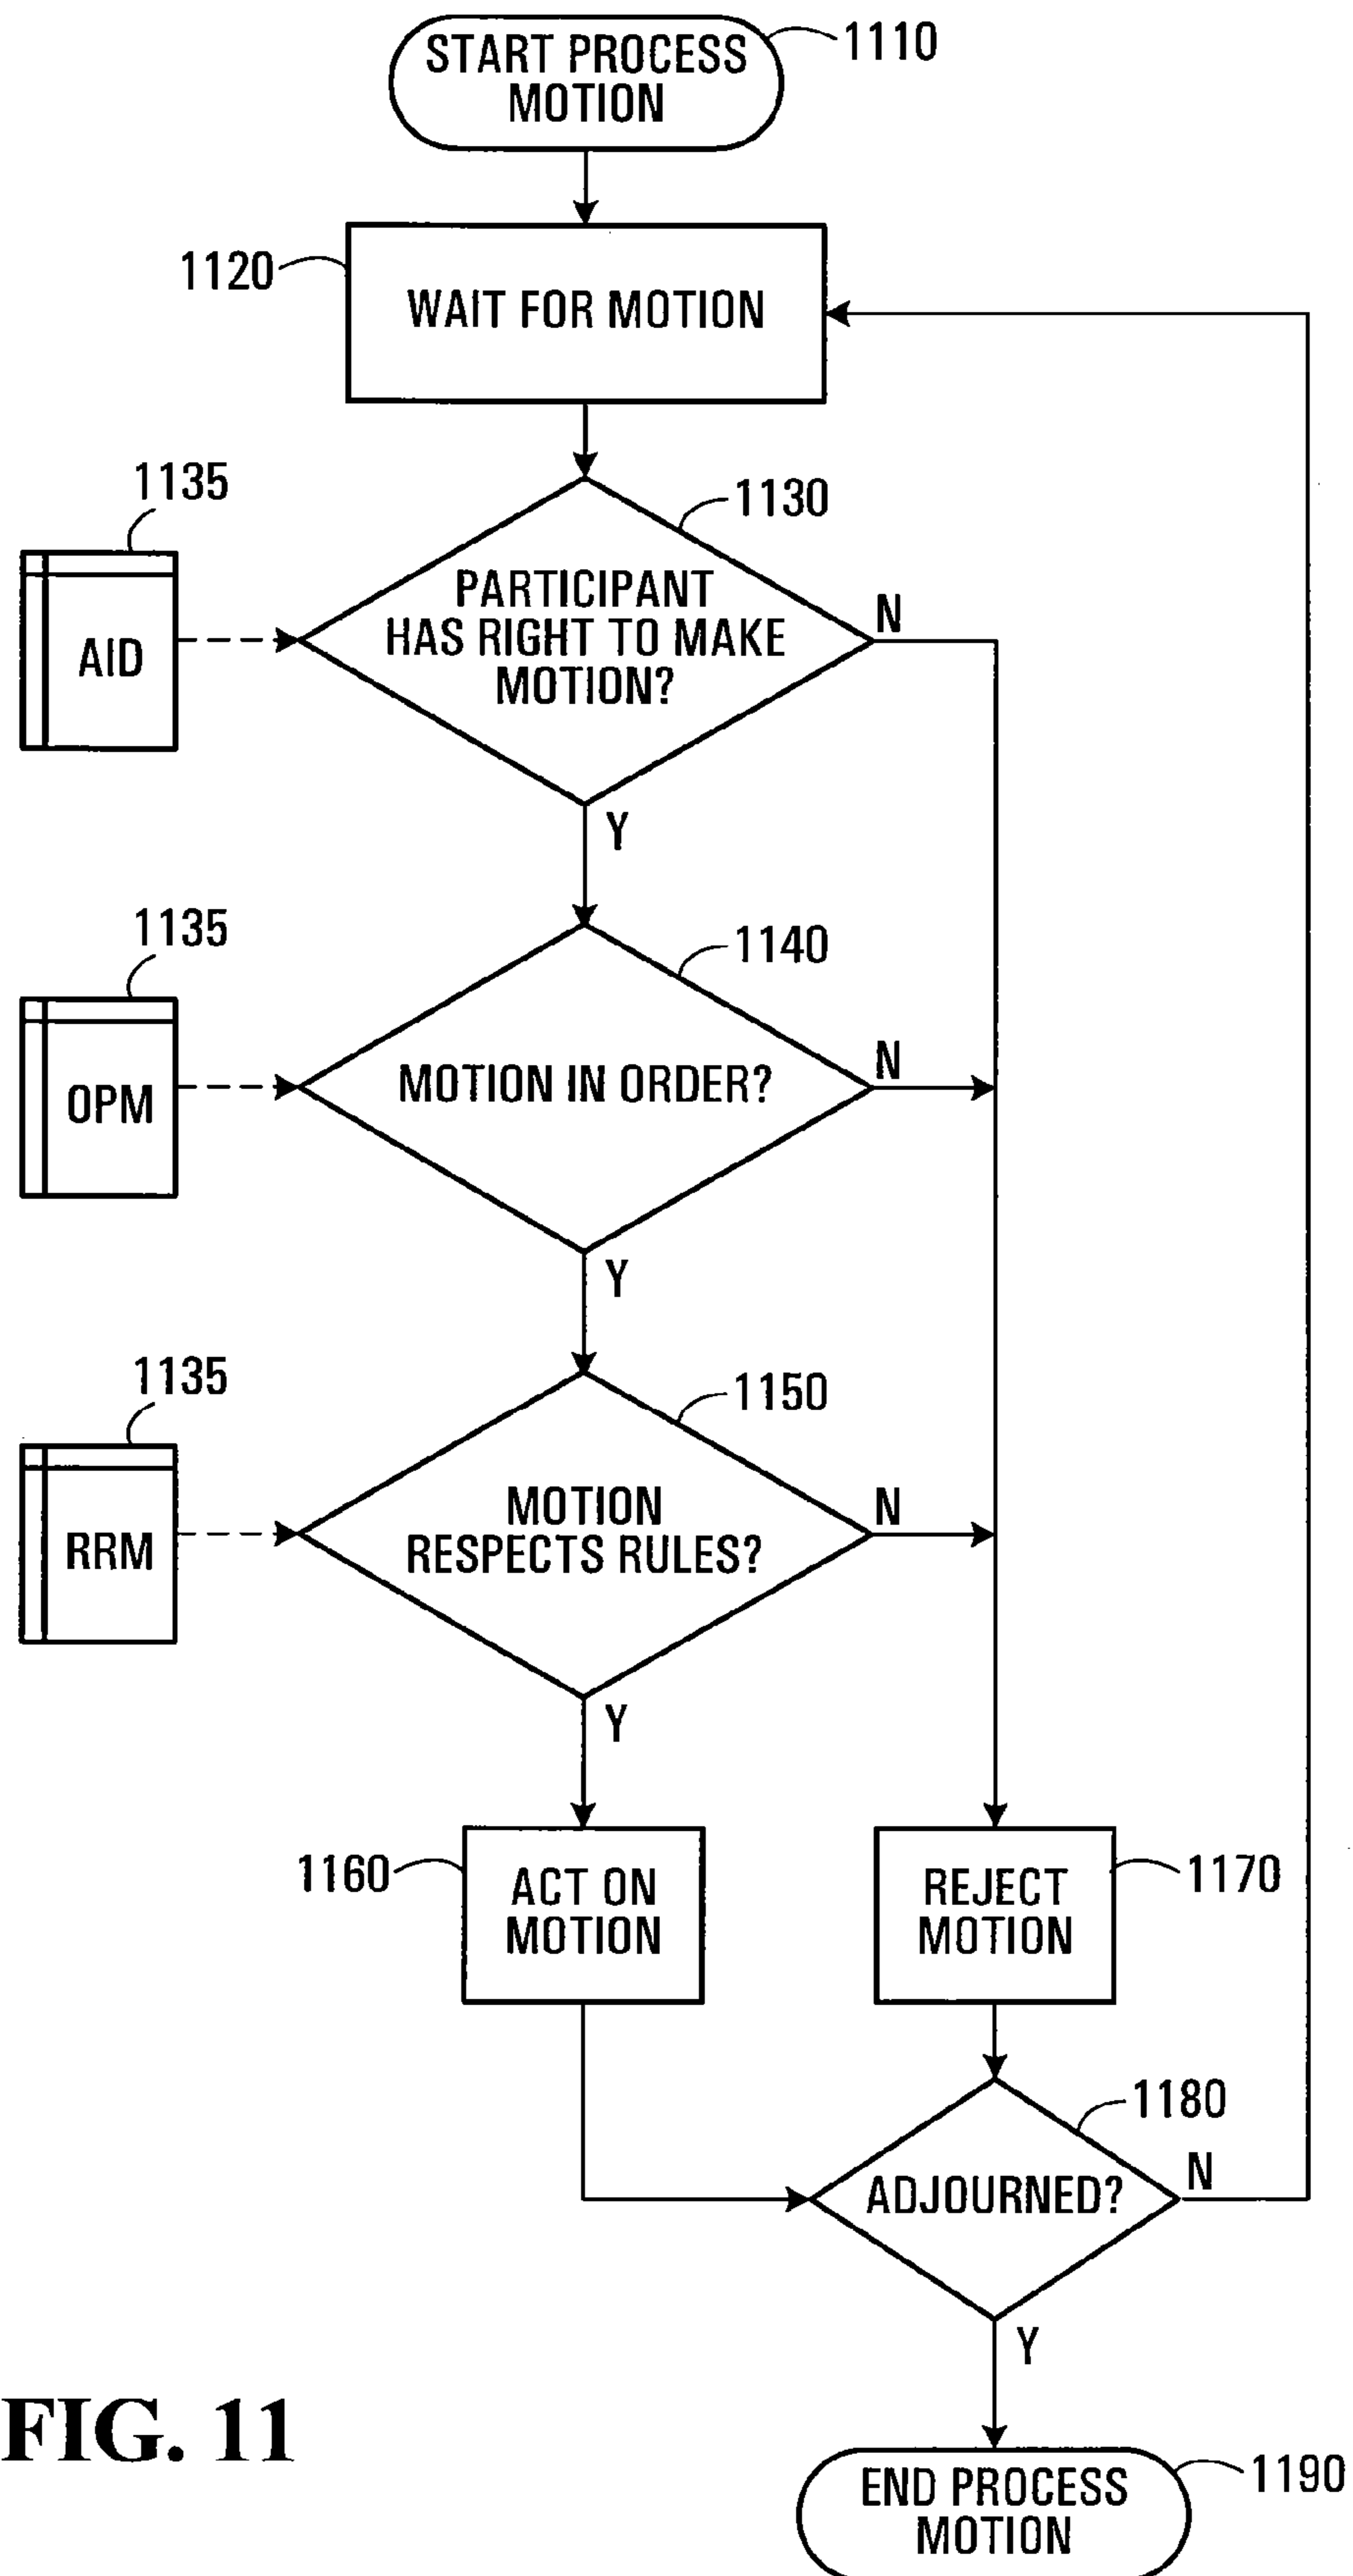 START PROCESS
MOTION
1110
1120
WAIT FOR MOTION
1135
AID
1130
PARTICIPANT
HAS RIGHT TO MAKE
MOTION?
N
Y
1135
OPM
1140
MOTION IN ORDER?
N
Y
1135
RRM
1150
MOTION
RESPECTS RULES?
N
Y
1160
ACT ON
MOTION
REJECT
MOTION
1170
1180
ADJOURNED?
N
Y
FIG. 11
END PROCESS
MOTION
1190